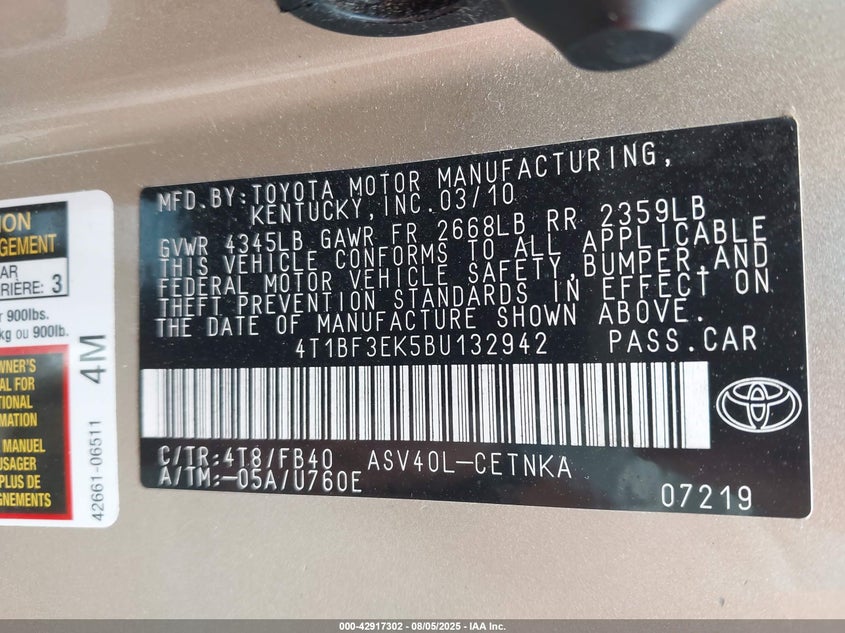 MFD.BY:TOYOTA MOTOR MANUFACTURING,
KENTUCKY,INC.03/10
GVWR 4345LB GAWR FR 2668LB RR 2359LB
THIS VEHICLE CONFORMS TO ALL APPLICABLE
FEDERAL MOTOR VEHICLE SAFETY,BUMPER,AND
THEFT PREVENTION STANDARDS IN EFFECT ON
THE DATE OF MANUFACTURE SHOWN ABOVE.
4T1BF3EK5BU132942 PASS.CAR
C/TR:4T8/FB40 ASV40L-CETNKA
A/TM:-05A/U760E
07219
GEMENT
AR
RIÈRE: 3
900lbs.
kg ou 900lb.
4M
WNER'S
AL FOR
TIONAL
RMATION
MANUEL
USAGER
PLUS DE
GNEMENTS
42661-06511
000-42917302 - 08/05/2025 - IAA Inc.